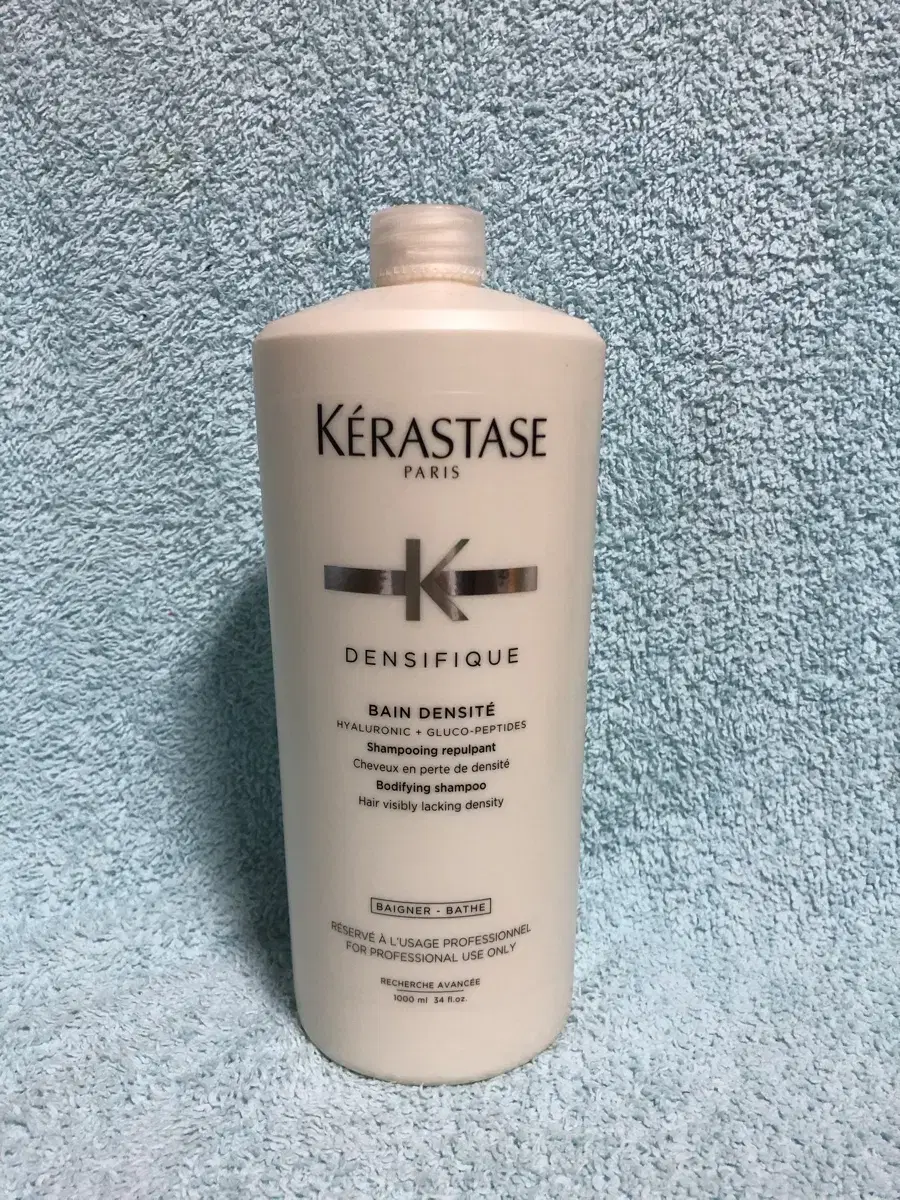 KÉRASTASE
PARIS
K
DENSIFIQUE
BAIN DENSITÉ
HYALURONIC + GLUCO-PEPTIDES
Shampooing repulpant
Cheveux en perte de densité
Bodifying shampoo
Hair visibly lacking density
BAIGNER - BATHE
RÉSERVÉ À L'USAGE PROFESSIONNEL
FOR PROFESSIONAL USE ONLY
RECHERCHE AVANCÉE
1000 ml 34 fl.oz.